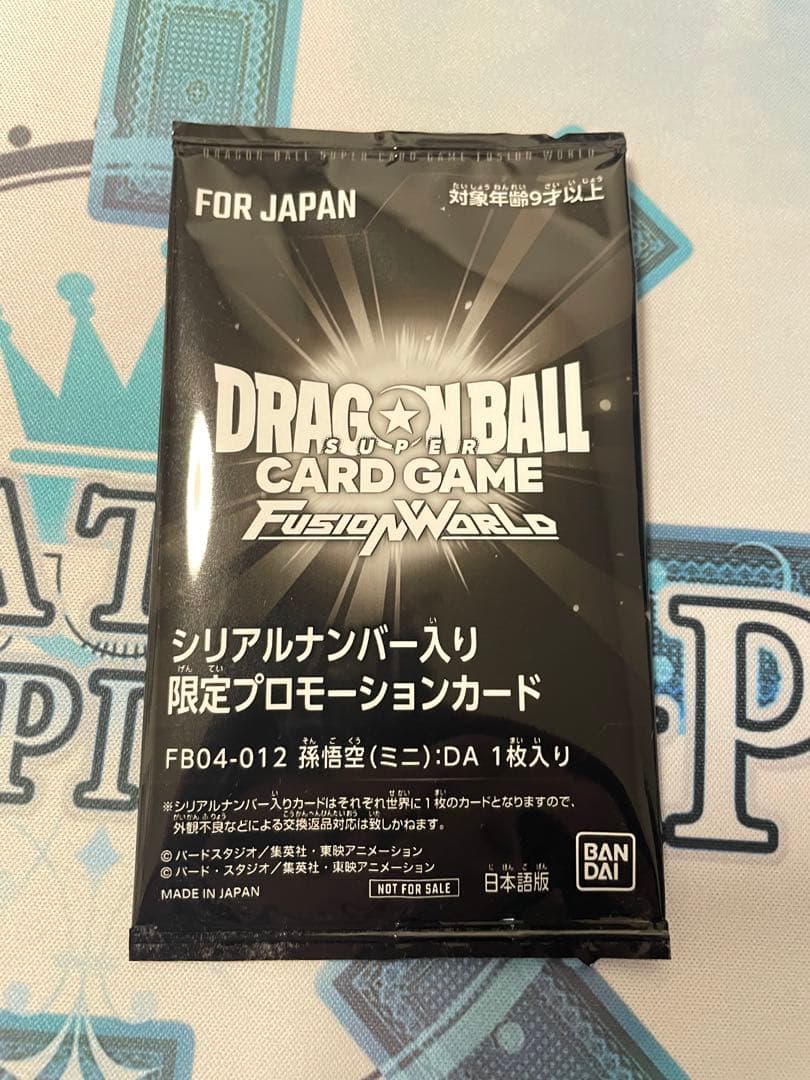 DRAGON BALL SUPER CARD GAME FUSION WORLD
FOR JAPAN
対象年齢9才以上
DRAGON BALL
SUPER
CARD GAME
FUSION WORLD
シリアルナンバー入り
限定プロモーションカード
FB04-012 孫悟空(ミニ):DA 1枚入り
※シリアルナンバー入りカードはそれぞれ世界に1枚のカードとなりますので、
外観不良などによる交換返品対応は致しかねます。
©バードスタジオ/集英社・東映アニメーション
©バード・スタジオ/集英社・東映アニメーション
MADE IN JAPAN
NOT FOR SALE
日本語版
BAN
DAI